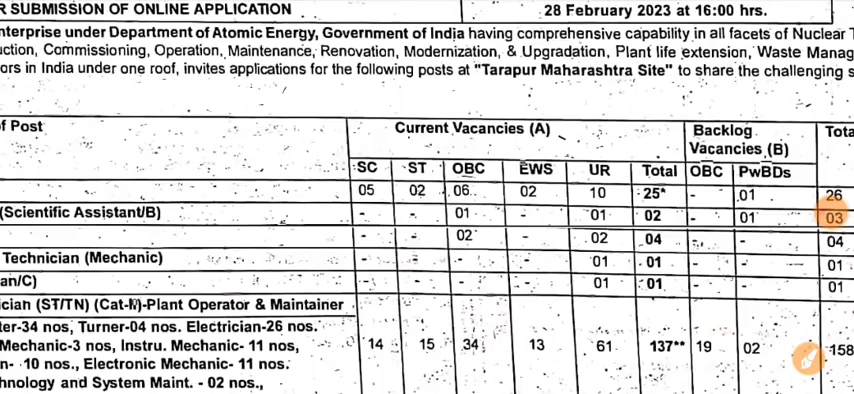 R SUBMISSION OF ONLINE APPLICATION 28 February 2023 at 16:00 hrs.
nterprise under Department of Atomic Energy, Government of India having comprehensive capability in all facets of Nuclear T
uction, Commissioning, Operation, Maintenance, Renovation, Modernization, & Upgradation, Plant life extension, Waste Manag
ors in India under one roof, invites applications for the following posts at "Tarapur Maharashtra Site" to share the challenging s
of Post Current Vacancies (A) Backlog Vacancies (B) Tota
SC ST OBC EWS UR Total OBC PwBDs
05 02 06 02 10 25* - 01 26
(Scientific Assistant/B) - - 01 - 01 02 - 01 03
- - 02 - 02 04 - - 04
Technician (Mechanic) - - - - 01 01 - - 01
an/C) - - - - 01 01 - - 01
ician (ST/TN) (Cat-II)-Plant Operator & Maintainer
ter-34 nos, Turner-04 nos. Electrician-26 nos.
Mechanic-3 nos, Instru. Mechanic- 11 nos, 14 15 34 13 61 137** 19 02 158
n- 10 nos., Electronic Mechanic- 11 nos.
hnology and System Maint. - 02 nos.,